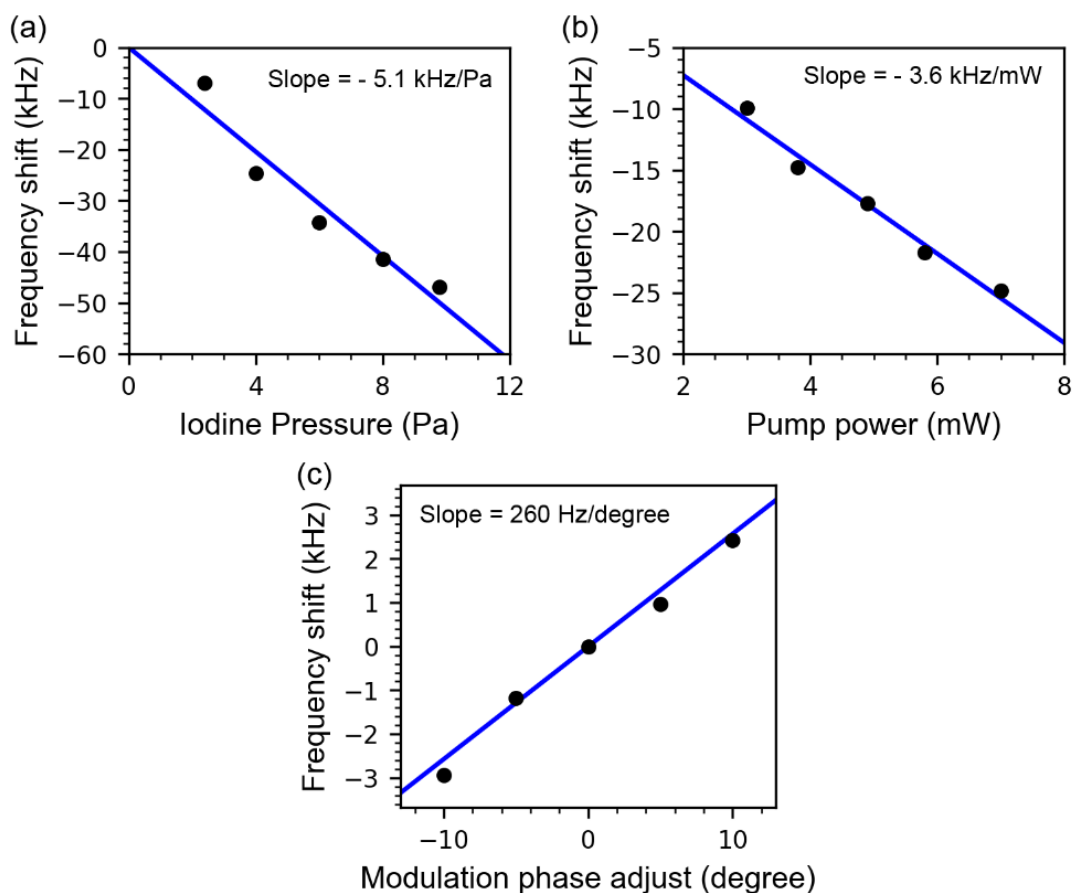 (a)
Slope = - 5.1 kHz/Pa
Frequency shift (kHz)
0
−10
−20
−30
−40
−50
−60
0 4 8 12
Iodine Pressure (Pa)
(b)
Slope = - 3.6 kHz/mW
Frequency shift (kHz)
−5
−10
−15
−20
−25
−30
2 4 6 8
Pump power (mW)
(c)
Slope = 260 Hz/degree
Frequency shift (kHz)
3
2
1
0
−1
−2
−3
−10 0 10
Modulation phase adjust (degree)